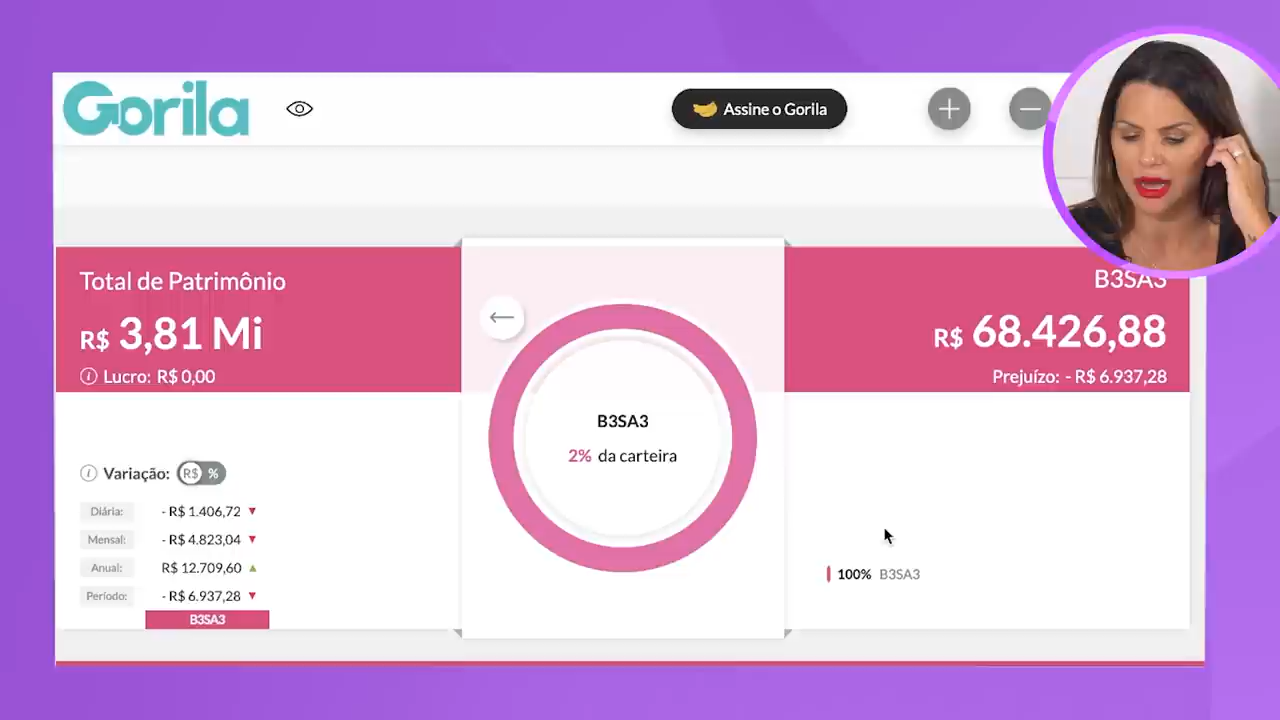 Gorila
Assine o Gorila
Total de Patrimônio
R$ 3,81 Mi
Lucro: R$ 0,00
B3SA3
R$ 68.426,88
Prejuízo: - R$ 6.937,28
B3SA3
2% da carteira
Variação: R$ %
Diária: - R$ 1.406,72
Mensal: - R$ 4.823,04
Anual: R$ 12.709,60
Período: - R$ 6.937,28
B3SA3
100% B3SA3